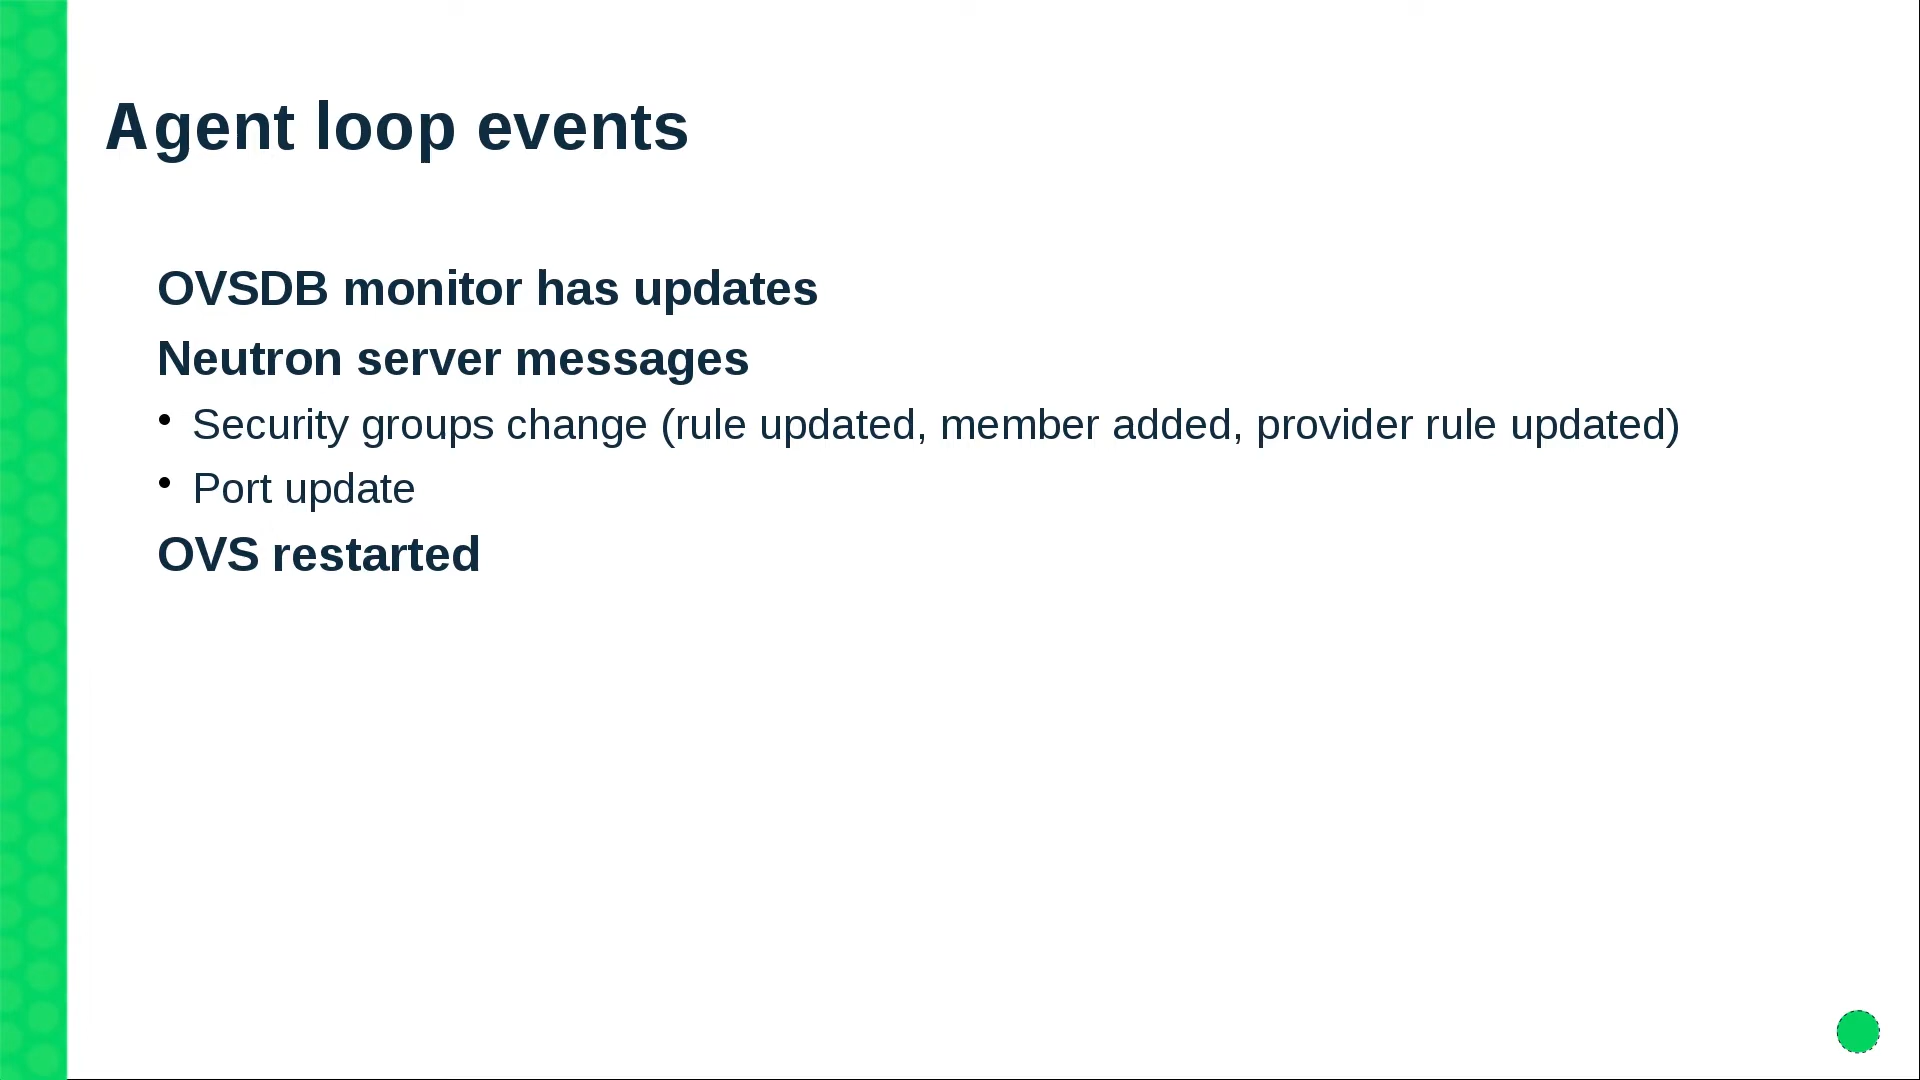 Agent loop events
OVSDB monitor has updates
Neutron server messages
• Security groups change (rule updated, member added, provider rule updated)
• Port update
OVS restarted